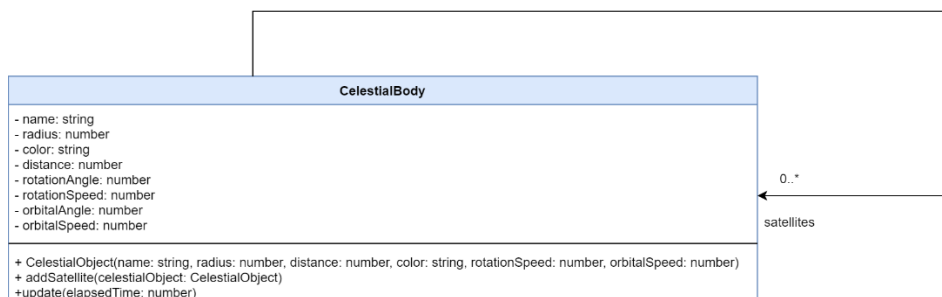 CelestialBody
- name: string
- radius: number
- color: string
- distance: number
- rotationAngle: number
- rotationSpeed: number
- orbitalAngle: number
- orbitalSpeed: number
0..*
satellites
+ CelestialObject(name: string, radius: number, distance: number, color: string, rotationSpeed: number, orbitalSpeed: number)
+ addSatellite(celestialObject: CelestialObject)
+update(elapsedTime: number)